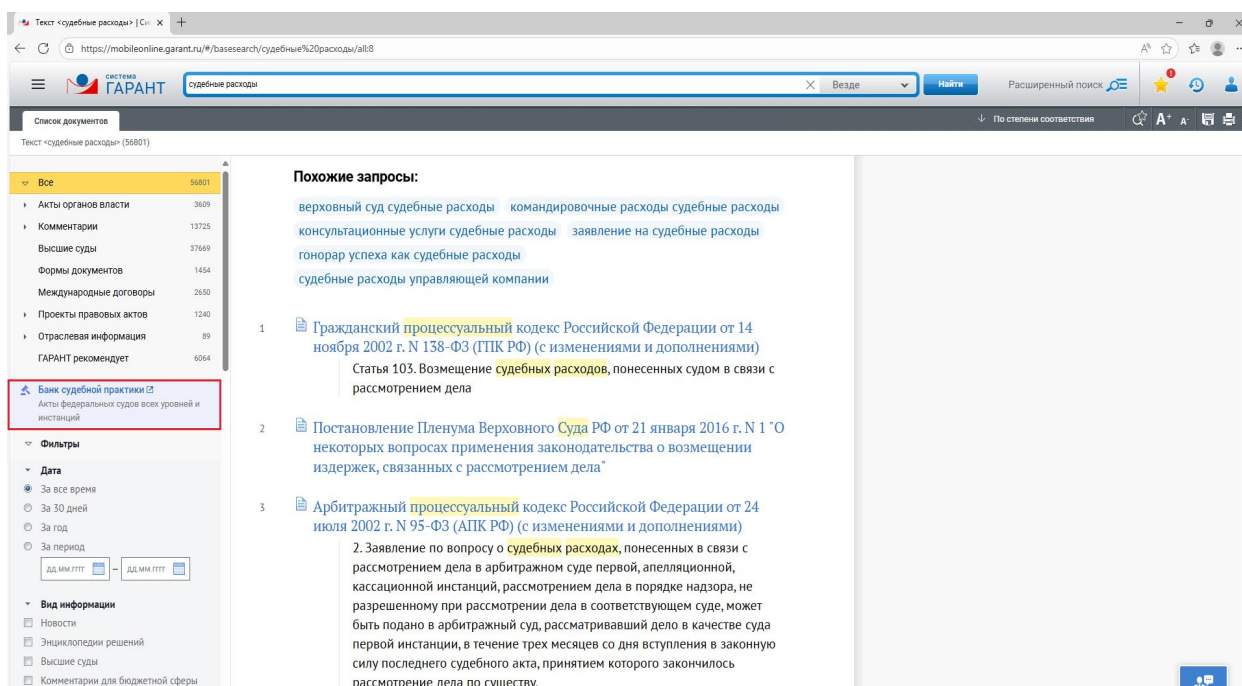 Текст <судебные расходы> | Си
https://mobileonline.garant.ru/#/basesearch/судебные%20расходы/all:8
СИСТЕМА
ГАРАНТ
судебные расходы
Везде
Найти
Расширенный поиск
Список документов
По степени соответствия
A+ A-
Текст <судебные расходы> (56801)
Все 56801
Акты органов власти 3609
Комментарии 13725
Высшие суды 37669
Формы документов 1454
Международные договоры 2650
Проекты правовых актов 1240
Отраслевая информация 89
ГАРАНТ рекомендует 6064
Банк судебной практики
Акты федеральных судов всех уровней и
инстанций
Фильтры
Дата
За все время
За 30 дней
За год
За период
дд.мм.гггг – дд.мм.гггг
Вид информации
Новости
Энциклопедии решений
Высшие суды
Комментарии для бюджетной сферы
Похожие запросы:
верховный суд судебные расходы командировочные расходы судебные расходы
консультационные услуги судебные расходы заявление на судебные расходы
гонорар успеха как судебные расходы
судебные расходы управляющей компании
1 Гражданский процессуальный кодекс Российской Федерации от 14
ноября 2002 г. N 138-ФЗ (ГПК РФ) (с изменениями и дополнениями)
Статья 103. Возмещение судебных расходов, понесенных судом в связи с
рассмотрением дела
2 Постановление Пленума Верховного Суда РФ от 21 января 2016 г. N 1 "О
некоторых вопросах применения законодательства о возмещении
издержек, связанных с рассмотрением дела"
3 Арбитражный процессуальный кодекс Российской Федерации от 24
июля 2002 г. N 95-ФЗ (АПК РФ) (с изменениями и дополнениями)
2. Заявление по вопросу о судебных расходах, понесенных в связи с
рассмотрением дела в арбитражном суде первой, апелляционной,
кассационной инстанций, рассмотрением дела в порядке надзора, не
разрешенному при рассмотрении дела в соответствующем суде, может
быть подано в арбитражный суд, рассматривавший дело в качестве суда
первой инстанции, в течение трех месяцев со дня вступления в законную
силу последнего судебного акта, принятием которого закончилось
рассмотрение дела по существу.